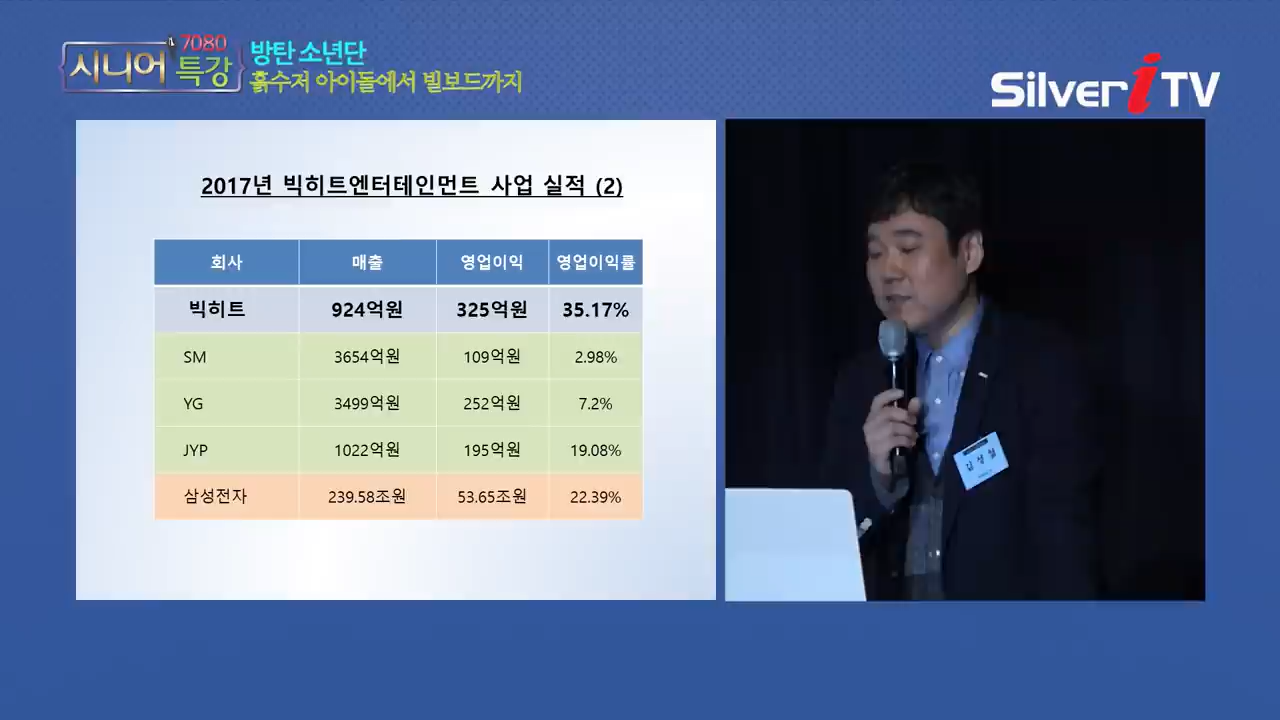 시니어 7080 특강
방탄 소년단
흙수저 아이돌에서 빌보드까지
Silver i TV
2017년 빅히트엔터테인먼트 사업 실적 (2)
회사 매출 영업이익 영업이익률
빅히트 924억원 325억원 35.17%
SM 3654억원 109억원 2.98%
YG 3499억원 252억원 7.2%
JYP 1022억원 195억원 19.08%
삼성전자 239.58조원 53.65조원 22.39%